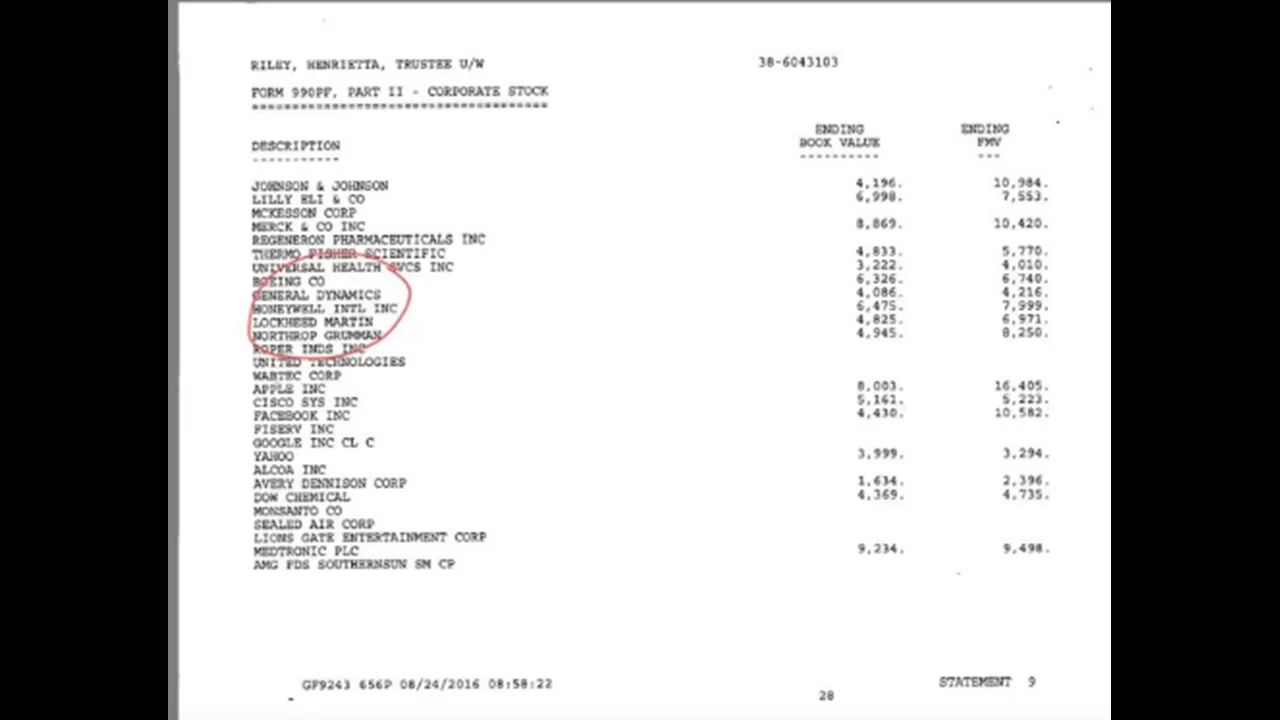 RILEY, HENRIETTA, TRUSTEE U/W 38-6043103
FORM 990PF, PART II - CORPORATE STOCK
====================================
ENDING ENDING
DESCRIPTION BOOK VALUE FMV
----------- ---------- ---
JOHNSON & JOHNSON 4,196. 10,984.
LILLY ELI & CO 6,998. 7,553.
MCKESSON CORP
MERCK & CO INC 8,869. 10,420.
REGENERON PHARMACEUTICALS INC
THERMO FISHER SCIENTIFIC 4,833. 5,770.
UNIVERSAL HEALTH SVCS INC 3,222. 4,010.
BOEING CO 6,326. 6,740.
GENERAL DYNAMICS 4,086. 4,216.
HONEYWELL INTL INC 6,475. 7,999.
LOCKHEED MARTIN 4,825. 6,971.
NORTHROP GRUMMAN 4,945. 8,250.
ROPER INDS INC
UNITED TECHNOLOGIES
WABTEC CORP
APPLE INC 8,003. 16,405.
CISCO SYS INC 5,161. 5,223.
FACEBOOK INC 4,430. 10,582.
FISERV INC
GOOGLE INC CL C
YAHOO 3,999. 3,294.
ALCOA INC
AVERY DENNISON CORP 1,634. 2,396.
DOW CHEMICAL 4,369. 4,735.
MONSANTO CO
SEALED AIR CORP
LIONS GATE ENTERTAINMENT CORP
MEDTRONIC PLC 9,234. 9,498.
AMG FDS SOUTHERNSUN SM CP
GF9243 656P 08/24/2016 08:58:22 STATEMENT 9
28